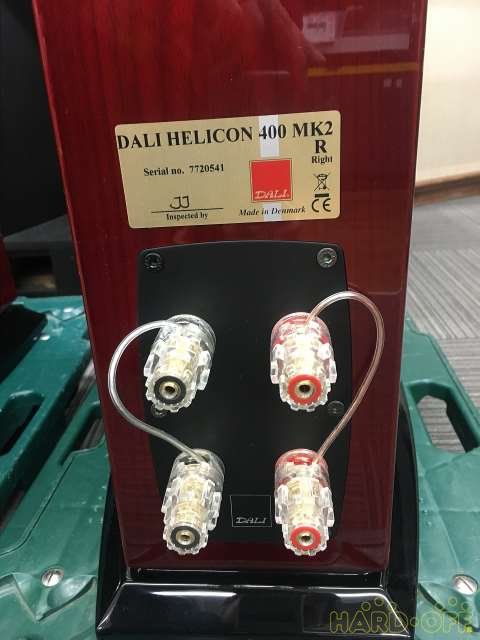 DALI HELICON 400 MK2
R
Right
Serial no. 7720541
DALI
JJ
Inspected by
Made in Denmark
CE
DALI
HARD-OFF